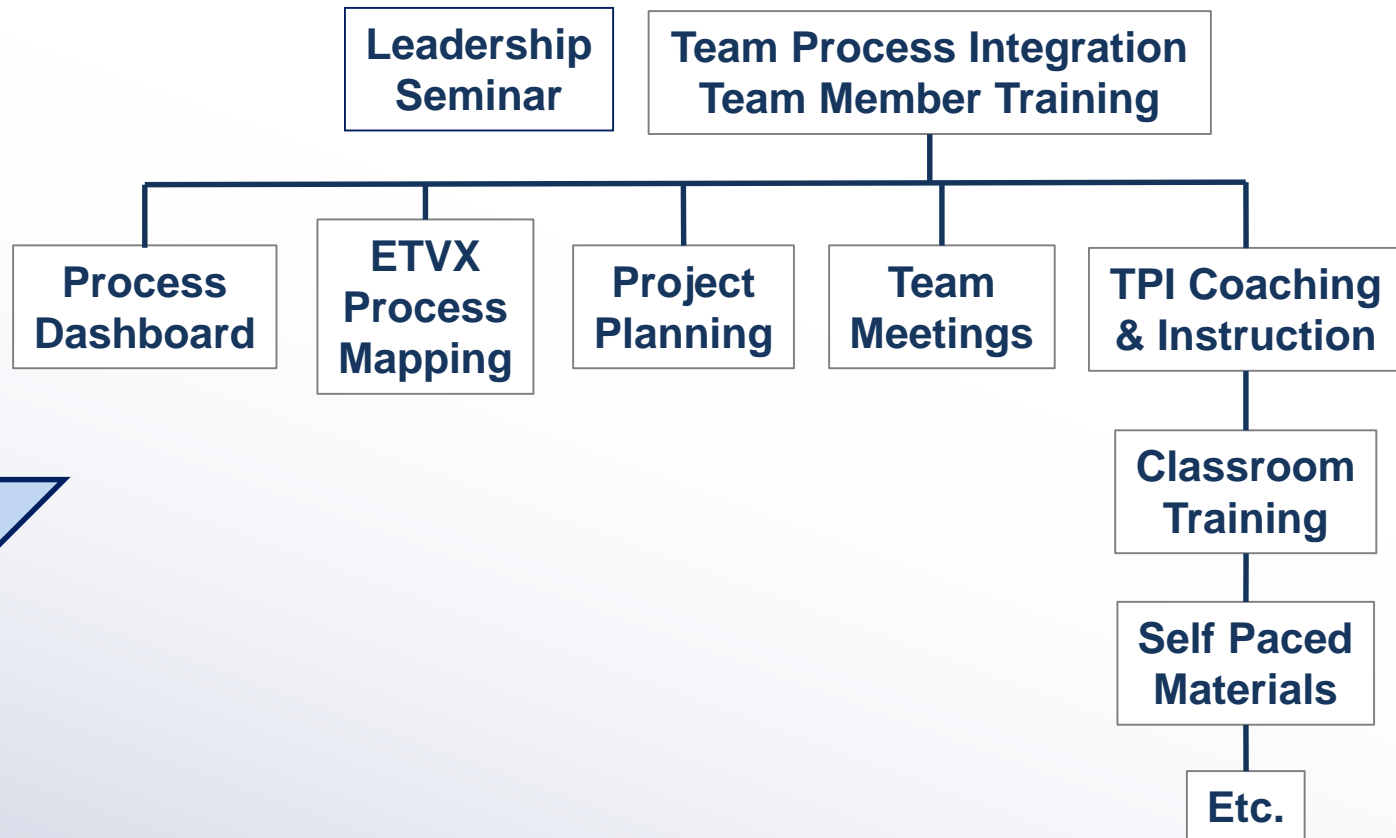 Leadership
Seminar
Team Process Integration
Team Member Training
Process
Dashboard
ETVX
Process
Mapping
Project
Planning
Team
Meetings
TPI Coaching
& Instruction
Classroom
Training
Self Paced
Materials
Etc.